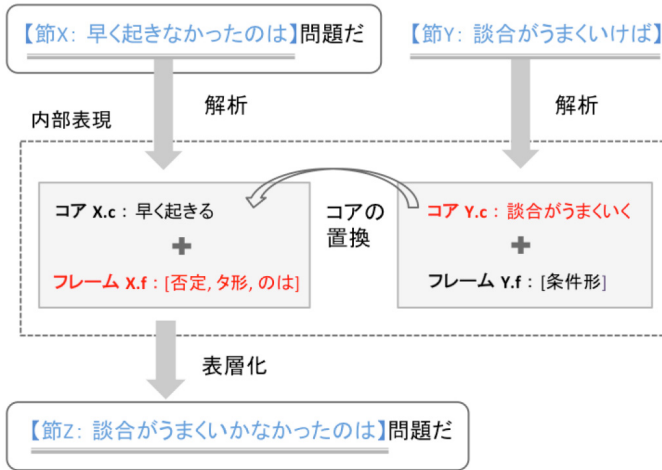 【節X: 早く起きなかったのは】問題だ
【節Y: 談合がうまくいけば】
解析
解析
内部表現
コア X.c : 早く起きる
+
フレーム X.f : [否定, タ形, のは]
コアの
置換
コア Y.c : 談合がうまくいく
+
フレーム Y.f : [条件形]
表層化
【節Z: 談合がうまくいかなかったのは】問題だ